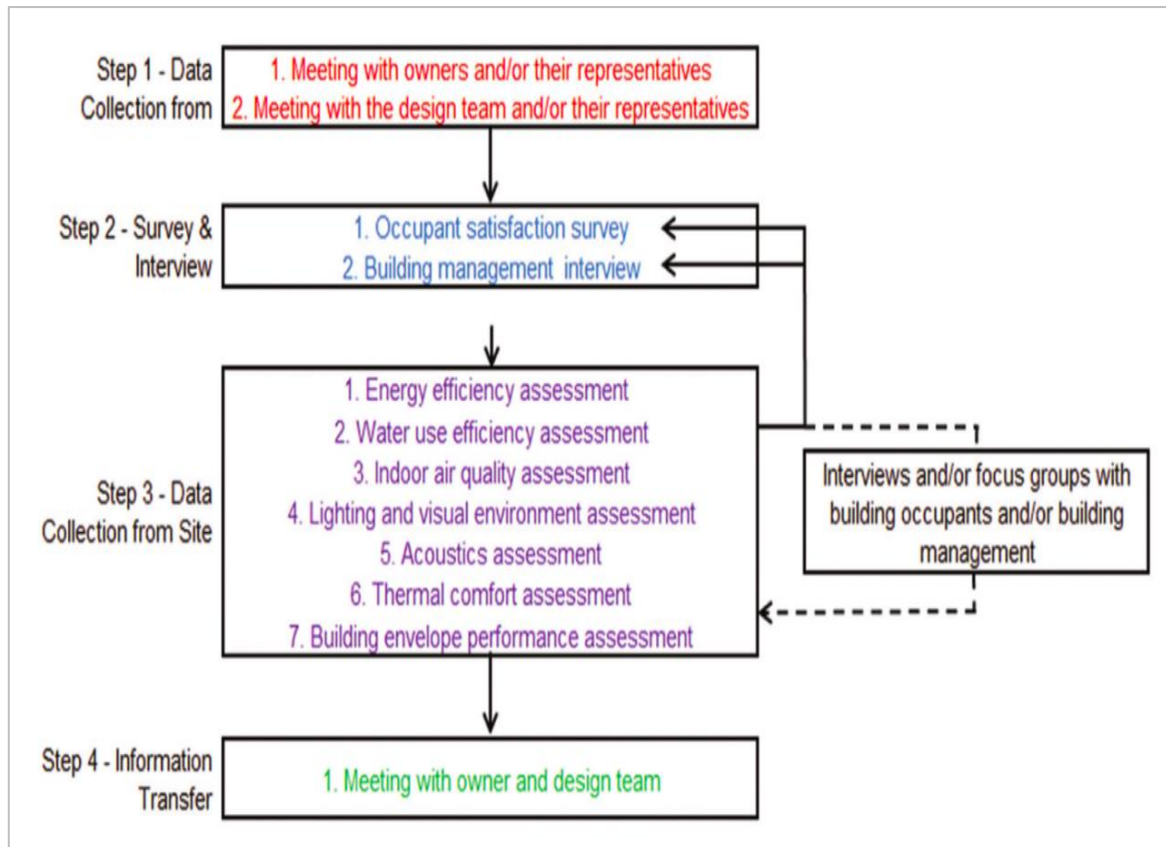 Step 1 - Data
Collection from
1. Meeting with owners and/or their representatives
2. Meeting with the design team and/or their representatives
Step 2 - Survey &
Interview
1. Occupant satisfaction survey
2. Building management interview
Step 3 - Data
Collection from Site
1. Energy efficiency assessment
2. Water use efficiency assessment
3. Indoor air quality assessment
4. Lighting and visual environment assessment
5. Acoustics assessment
6. Thermal comfort assessment
7. Building envelope performance assessment
Interviews and/or focus groups with
building occupants and/or building
management
Step 4 - Information
Transfer
1. Meeting with owner and design team